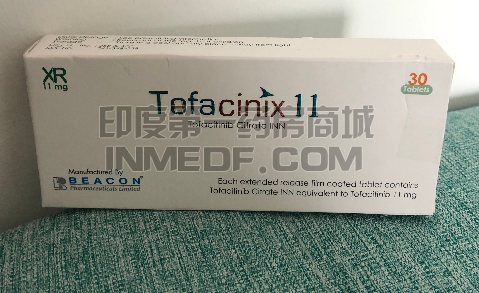 XR
11 mg
30
Tablets
Tofacinix 11
Tofacitinib Citrate INN
印度第一药房商城
INMEDF.COM
Manufactured By
BEACON
Pharmaceuticals Limited
Each extended release film coated tablet contains
Tofacitinib Citrate INN equivalent to Tofacitinib 11 mg